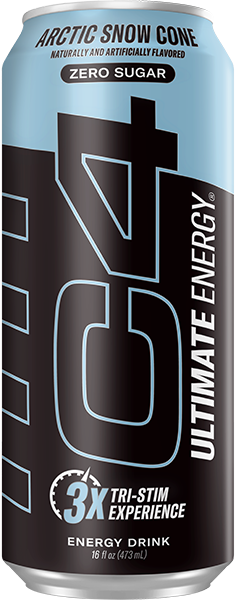 ARCTIC SNOW CONE
NATURALLY AND ARTIFICIALLY FLAVORED
ZERO SUGAR
C4
ULTIMATE ENERGY®
3X TRI-STIM
EXPERIENCE
ENERGY DRINK
16 fl oz (473 mL)